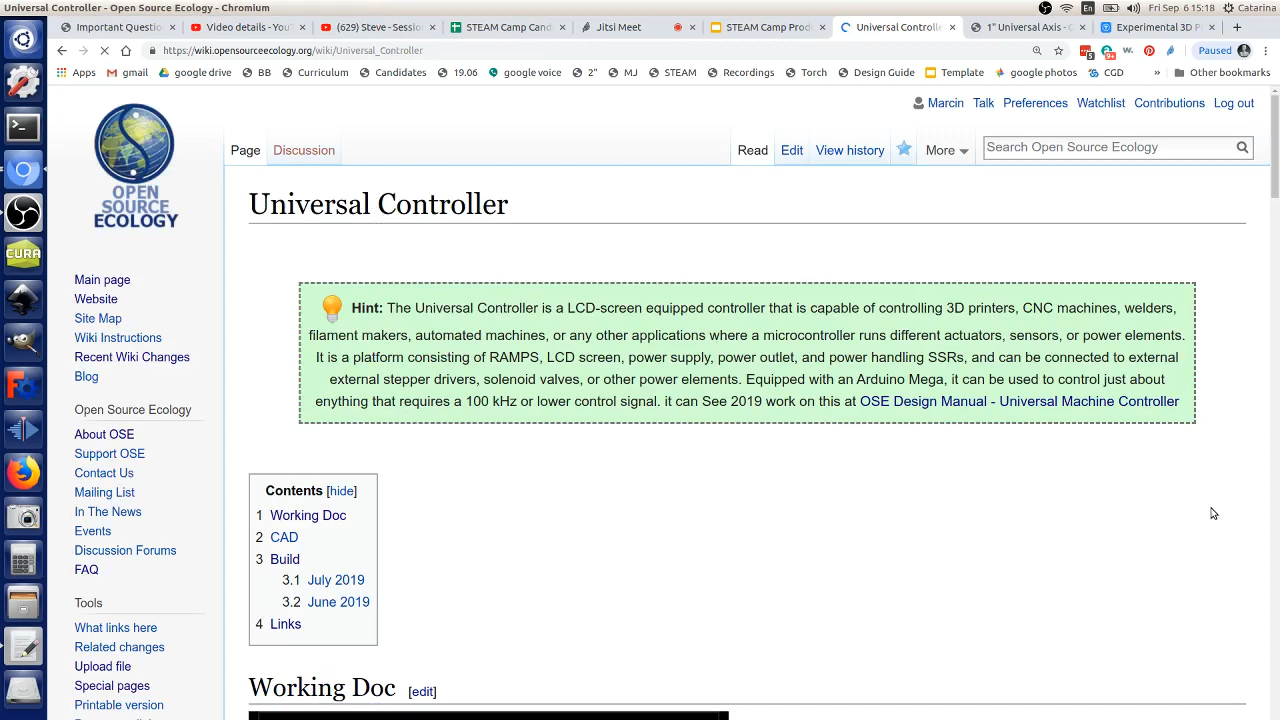 Universal Controller - Open Source Ecology - Chromium
En
Fri Sep 6 15:18
Catarina
Important Questio
Vnideo details - You
(629) Steve - Sessio
STEAM Camp Cand
Jitsi Meet
STEAM Camp Produ
Universal Controlle
1" Universal Axis - O
Experimental 3D P
https://wiki.opensourceecology.org/wiki/Universal_Controller
Paused
Apps
gmail
google drive
BB
Curriculum
Candidates
19.06
google voice
2"
MJ
STEAM
Recordings
Torch
Design Guide
Template
google photos
CGD
»
Other bookmarks
Marcin
Talk
Preferences
Watchlist
Contributions
Log out
Page
Discussion
Read
Edit
View history
More
Search Open Source Ecology
OPEN
SOURCE
ECOLOGY
CURA
Main page
Website
Site Map
Wiki Instructions
Recent Wiki Changes
Blog
Open Source Ecology
About OSE
Support OSE
Contact Us
Mailing List
In The News
Events
Discussion Forums
FAQ
Tools
What links here
Related changes
Upload file
Special pages
Printable version
Universal Controller
Hint: The Universal Controller is a LCD-screen equipped controller that is capable of controlling 3D printers, CNC machines, welders,
filament makers, automated machines, or any other applications where a microcontroller runs different actuators, sensors, or power elements.
It is a platform consisting of RAMPS, LCD screen, power supply, power outlet, and power handling SSRs, and can be connected to external
external stepper drivers, solenoid valves, or other power elements. Equipped with an Arduino Mega, it can be used to control just about
enything that requires a 100 kHz or lower control signal. it can See 2019 work on this at OSE Design Manual - Universal Machine Controller
Contents [hide]
1 Working Doc
2 CAD
3 Build
3.1 July 2019
3.2 June 2019
4 Links
Working Doc [edit]